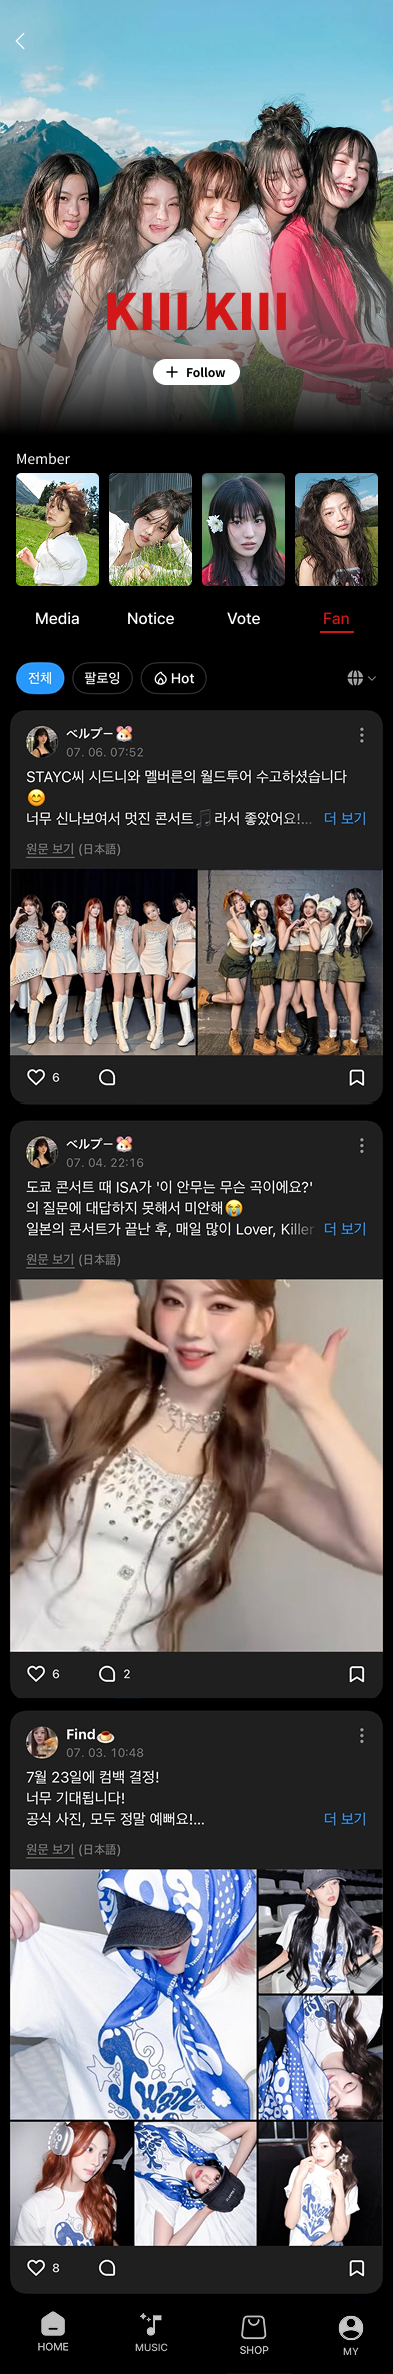 KIII KIII
+ Follow
Member
Media Notice Vote Fan
전체 팔로잉 Hot
ベルプー🐹
07. 06. 07:52
STAYC씨 시드니와 멜버른의 월드투어 수고하셨습니다
😊
너무 신나보여서 멋진 콘서트🎵라서 좋았어요!... 더 보기
원문 보기 (日本語)
6
ベルプー🐹
07. 04. 22:16
도쿄 콘서트 때 ISA가 '이 안무는 무슨 곡이에요?'
의 질문에 대답하지 못해서 미안해😭
일본의 콘서트가 끝난 후, 매일 많이 Lover, Killer 더 보기
원문 보기 (日本語)
6 2
Find🍮
07. 03. 10:48
7월 23일에 컴백 결정!
너무 기대됩니다!
공식 사진, 모두 정말 예뻐요!... 더 보기
원문 보기 (日本語)
8
HOME MUSIC SHOP MY